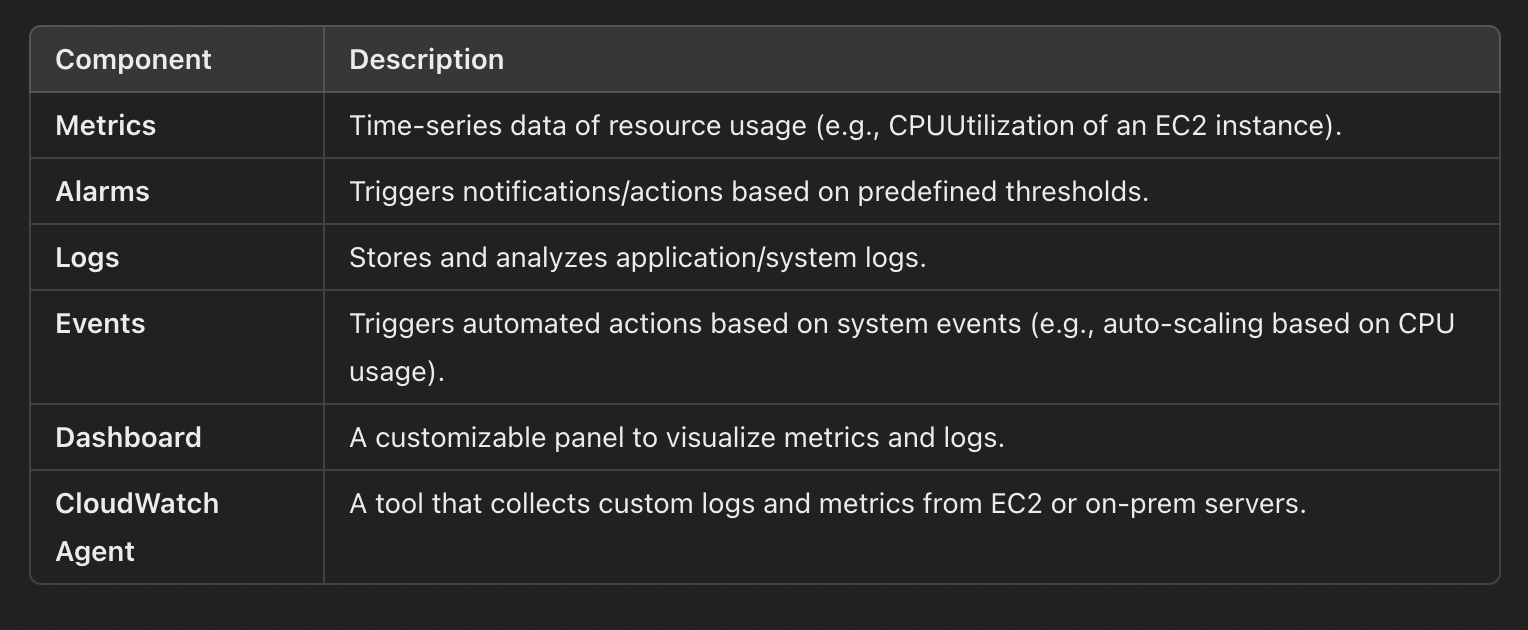 Component Description
Metrics Time-series data of resource usage (e.g., CPUUtilization of an EC2 instance).
Alarms Triggers notifications/actions based on predefined thresholds.
Logs Stores and analyzes application/system logs.
Events Triggers automated actions based on system events (e.g., auto-scaling based on CPU
usage).
Dashboard A customizable panel to visualize metrics and logs.
CloudWatch A tool that collects custom logs and metrics from EC2 or on-prem servers.
Agent